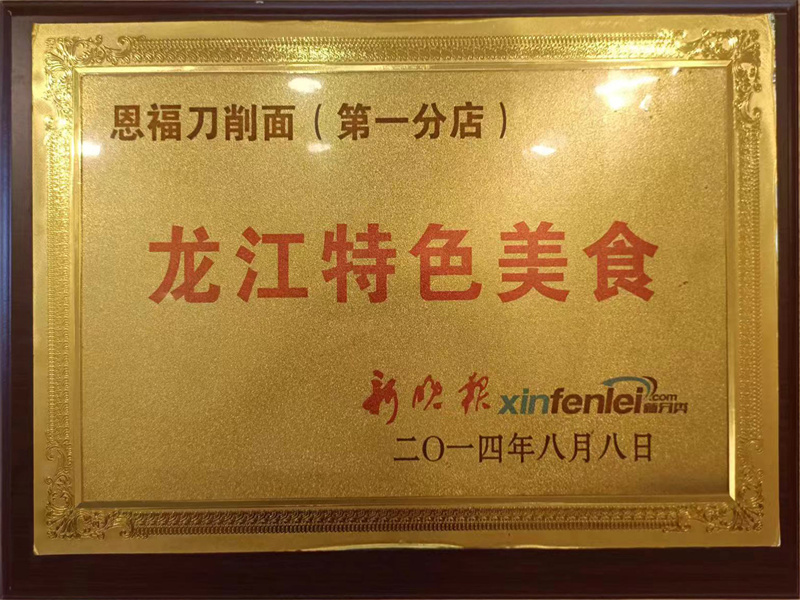 恩福刀削面（第一分店）
龙江特色美食
新晚报 xinfenlei.com
二〇一四年八月八日